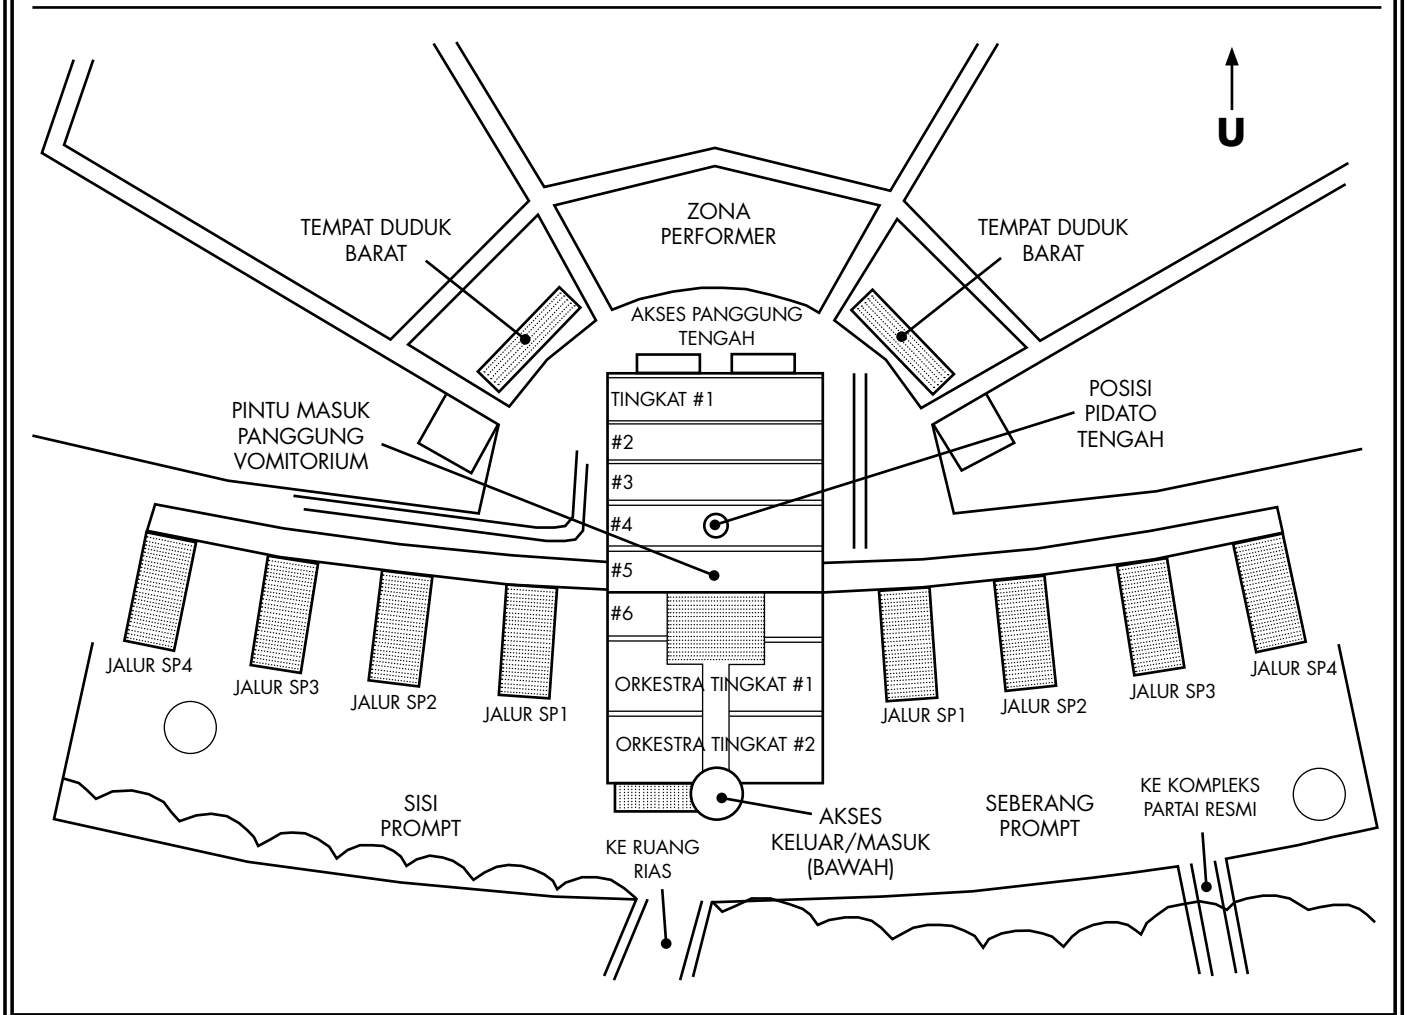 U
ZONA
PERFORMER
TEMPAT DUDUK
BARAT
TEMPAT DUDUK
BARAT
AKSES PANGGUNG
TENGAH
PINTU MASUK
PANGGUNG
VOMITORIUM
POSISI
PIDATO
TENGAH
TINGKAT #1
#2
#3
#4
#5
#6
ORKESTRA TINGKAT #1
ORKESTRA TINGKAT #2
JALUR SP4
JALUR SP3
JALUR SP2
JALUR SP1
JALUR SP1
JALUR SP2
JALUR SP3
JALUR SP4
SISI
PROMPT
KE RUANG
RIAS
AKSES
KELUAR/MASUK
(BAWAH)
SEBERANG
PROMPT
KE KOMPLEKS
PARTAI RESMI